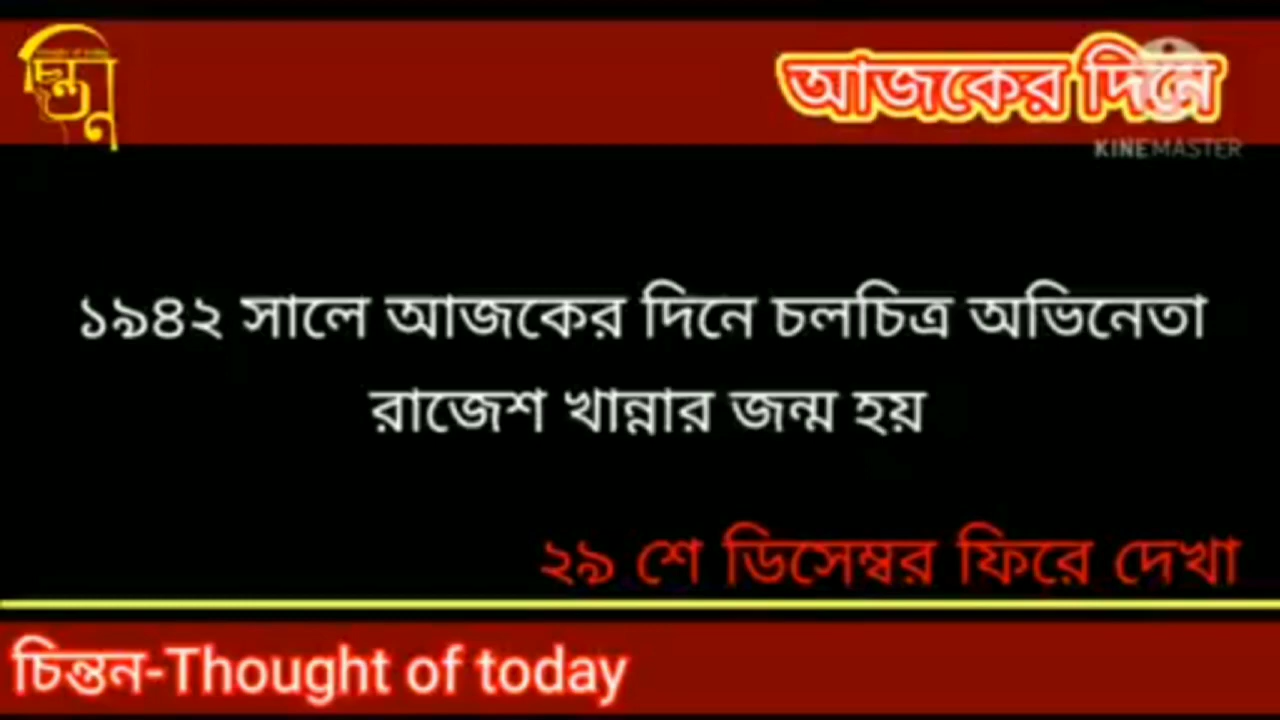 আজকের দিনে
KINEMASTER
১৯৪২ সালে আজকের দিনে চলচিত্র অভিনেতা
রাজেশ খান্নার জন্ম হয়
২৯ শে ডিসেম্বর ফিরে দেখা
চিন্তন-Thought of today